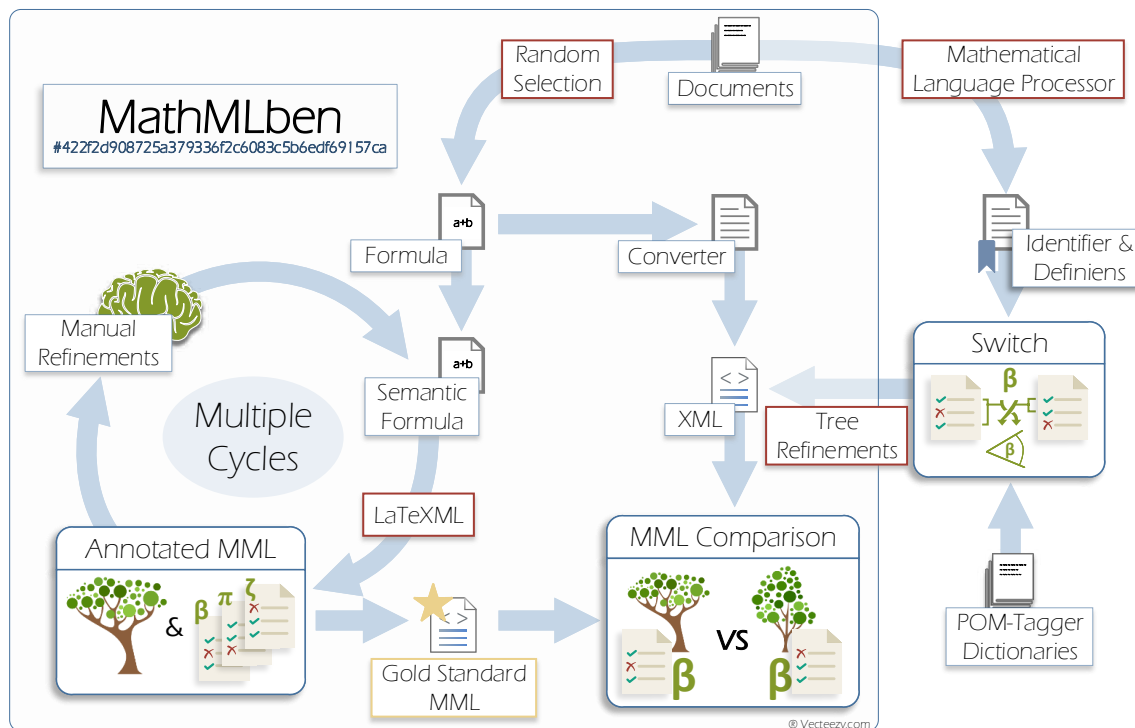 Random
Selection
Documents
Mathematical
Language Processor
MathMLben
#422f2d908725a379336f2c6083c5b6edf69157ca
a+b
Formula
Converter
Identifier &
Definiens
Manual
Refinements
a+b
Semantic
Formula
Multiple
Cycles
< >
XML
Tree
Refinements
Switch
β
β
LaTeXML
Annotated MML
&
β π ζ
Gold Standard
MML
MML Comparison
β
VS
β
POM-Tagger
Dictionaries
® Vecteezy.com